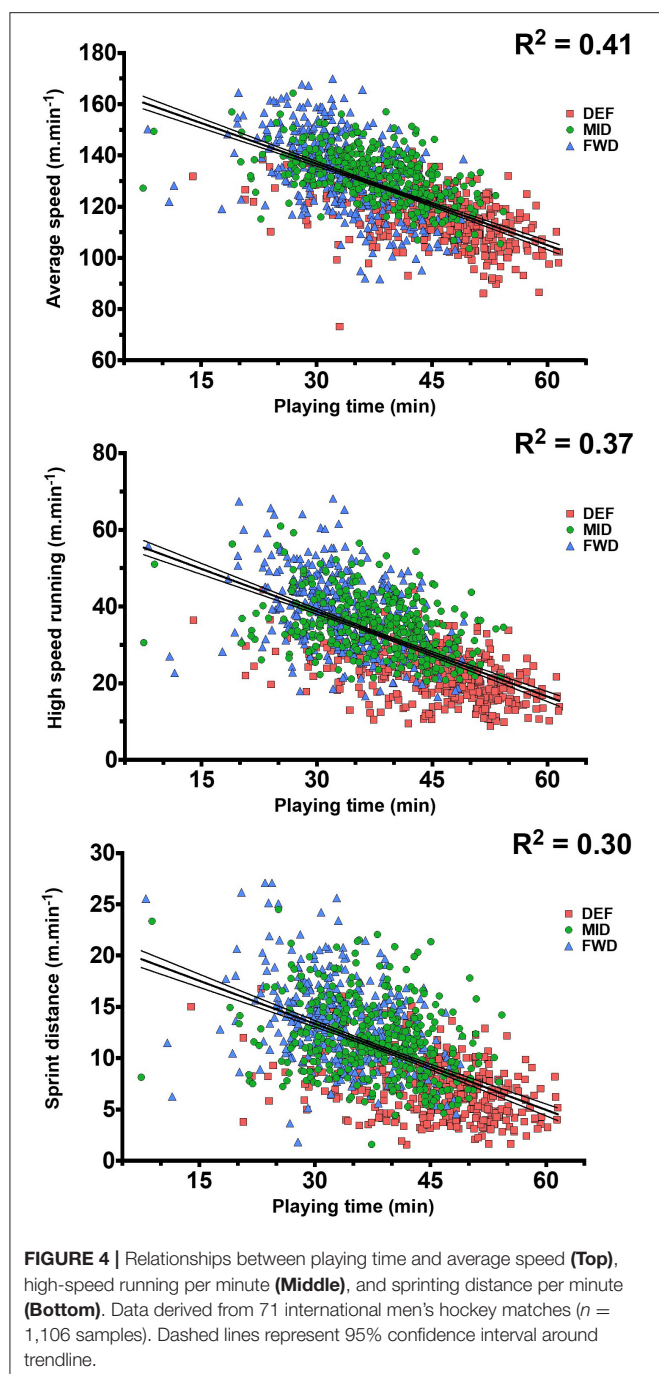 R² = 0.41
180
160
140
120
100
80
60
Average speed (m.min⁻¹)
DEF
MID
FWD
15 30 45 60
Playing time (min)
R² = 0.37
80
60
40
20
0
High speed running (m.min⁻¹)
DEF
MID
FWD
15 30 45 60
Playing time (min)
R² = 0.30
30
25
20
15
10
5
0
Sprint distance (m.min⁻¹)
DEF
MID
FWD
15 30 45 60
Playing time (min)
FIGURE 4 | Relationships between playing time and average speed (Top),
high-speed running per minute (Middle), and sprinting distance per minute
(Bottom). Data derived from 71 international men's hockey matches (n =
1,106 samples). Dashed lines represent 95% confidence interval around
trendline.